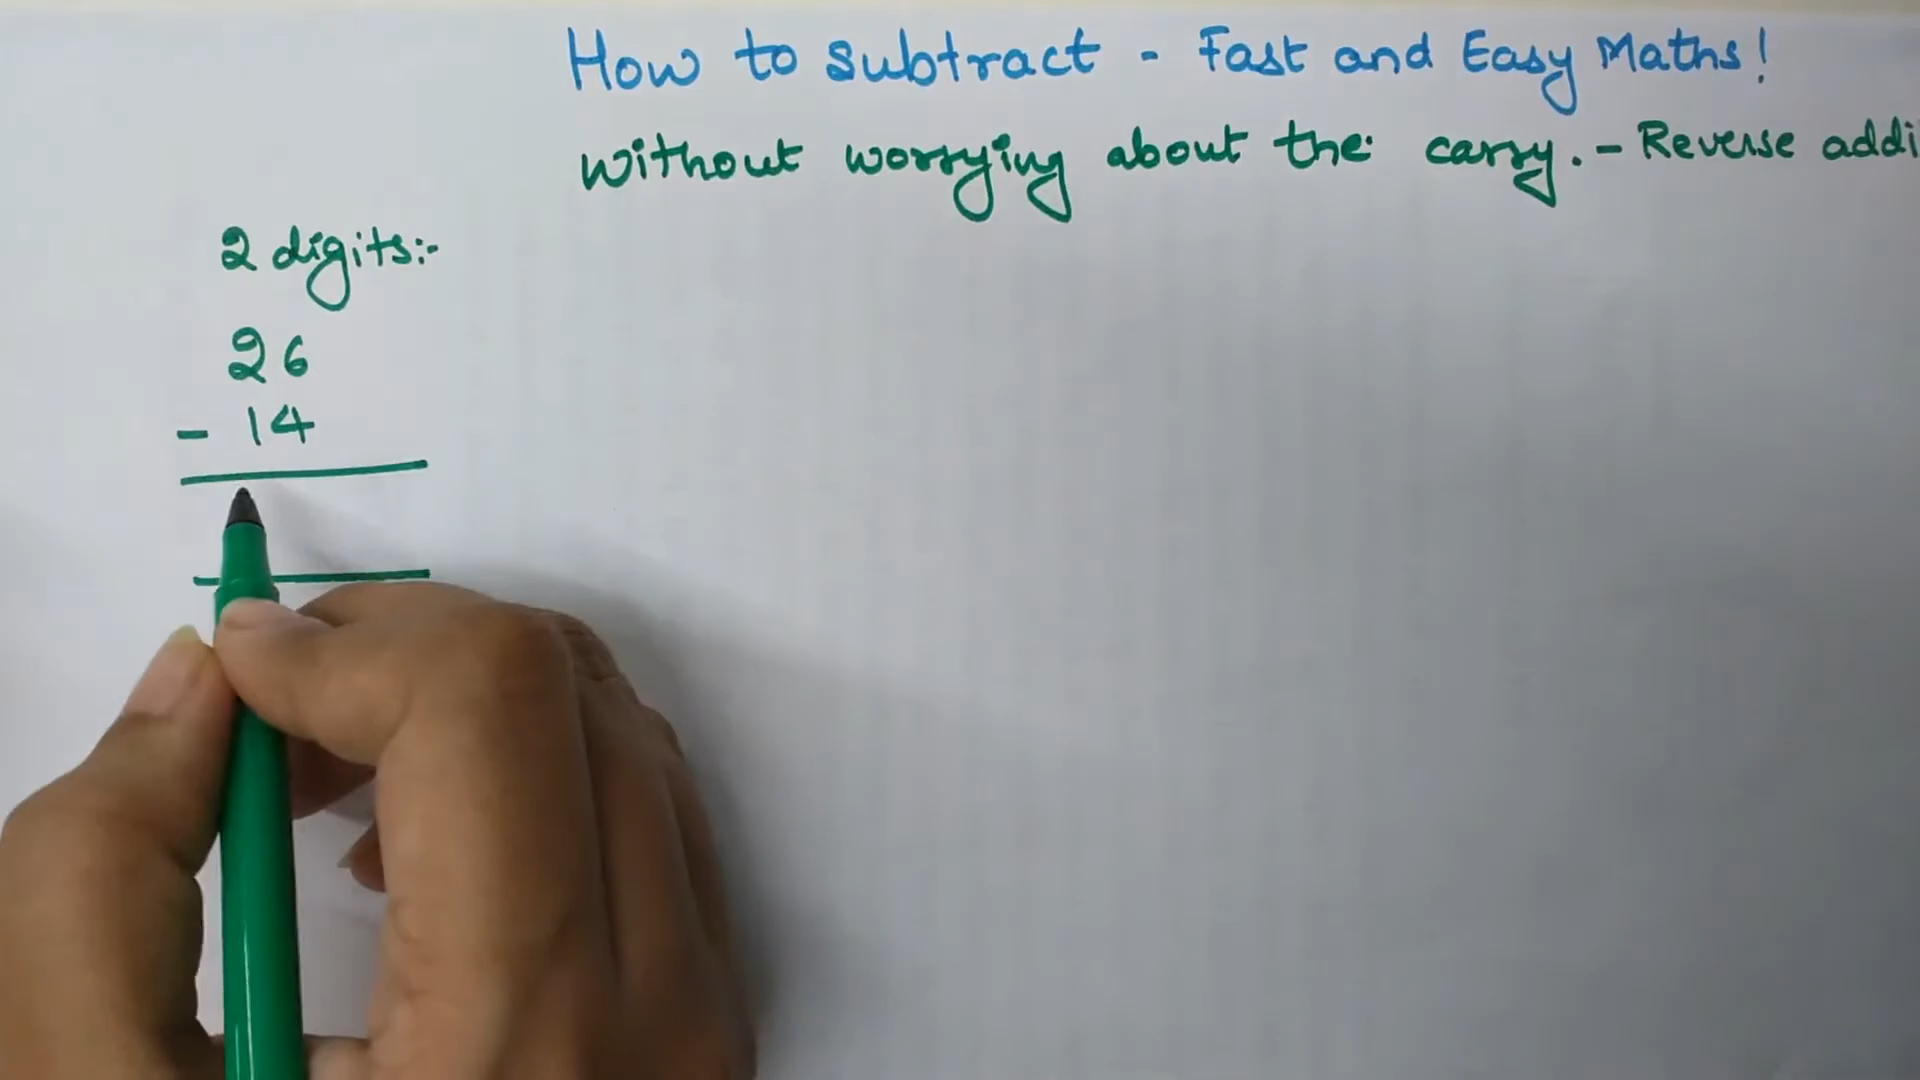 How to subtract - Fast and Easy Maths!
without worrying about the carry. - Reverse addi
2 digits:-
26
- 14